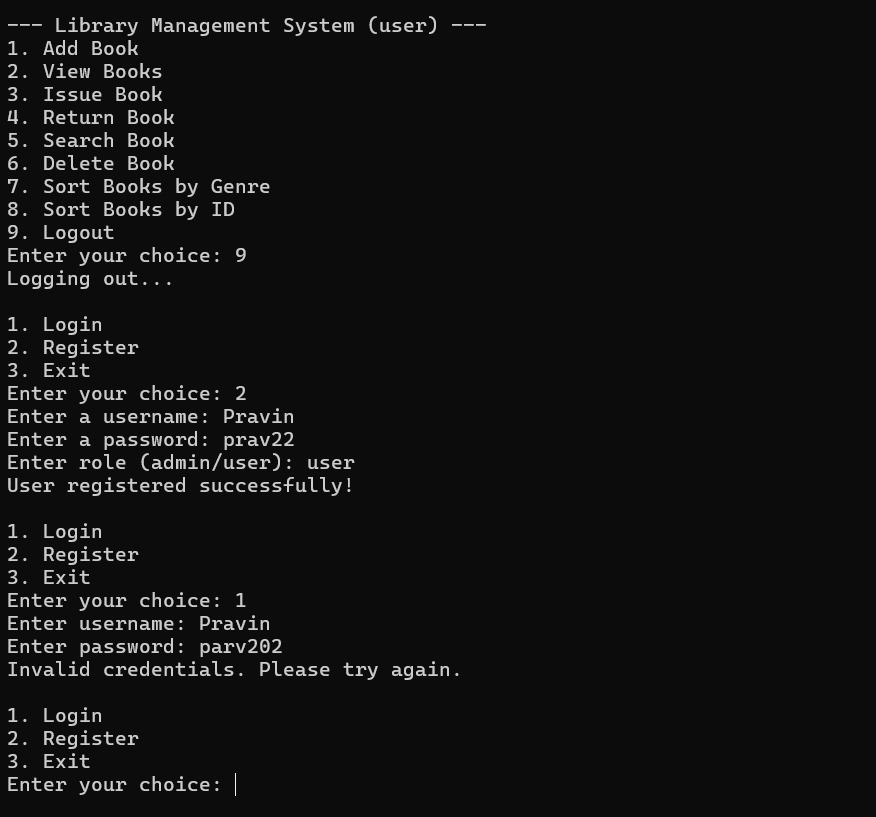 --- Library Management System (user) ---
1. Add Book
2. View Books
3. Issue Book
4. Return Book
5. Search Book
6. Delete Book
7. Sort Books by Genre
8. Sort Books by ID
9. Logout
Enter your choice: 9
Logging out...
1. Login
2. Register
3. Exit
Enter your choice: 2
Enter a username: Pravin
Enter a password: prav22
Enter role (admin/user): user
User registered successfully!
1. Login
2. Register
3. Exit
Enter your choice: 1
Enter username: Pravin
Enter password: parv202
Invalid credentials. Please try again.
1. Login
2. Register
3. Exit
Enter your choice: